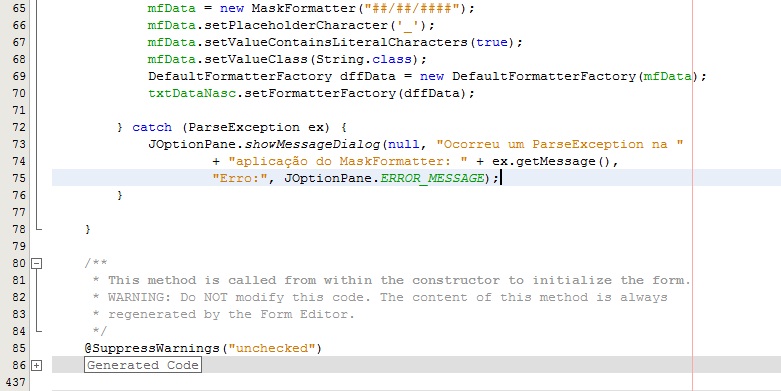 65 mfData = new MaskFormatter("##/##/####");
66 mfData.setPlaceholderCharacter('_');
67 mfData.setValueContainsLiteralCharacters(true);
68 mfData.setValueClass(String.class);
69 DefaultFormatterFactory dffData = new DefaultFormatterFactory(mfData);
70 txtDataNasc.setFormatterFactory(dffData);
71
72 } catch (ParseException ex) {
73 JOptionPane.showMessageDialog(null, "Ocorreu um ParseException na "
74 + "aplicação do MaskFormatter: " + ex.getMessage(),
75 "Erro:", JOptionPane.ERROR_MESSAGE);
76 }
77
78 }
79
80 /**
81 * This method is called from within the constructor to initialize the form.
82 * WARNING: Do NOT modify this code. The content of this method is always
83 * regenerated by the Form Editor.
84 */
85 @SuppressWarnings("unchecked")
86 Generated Code
437